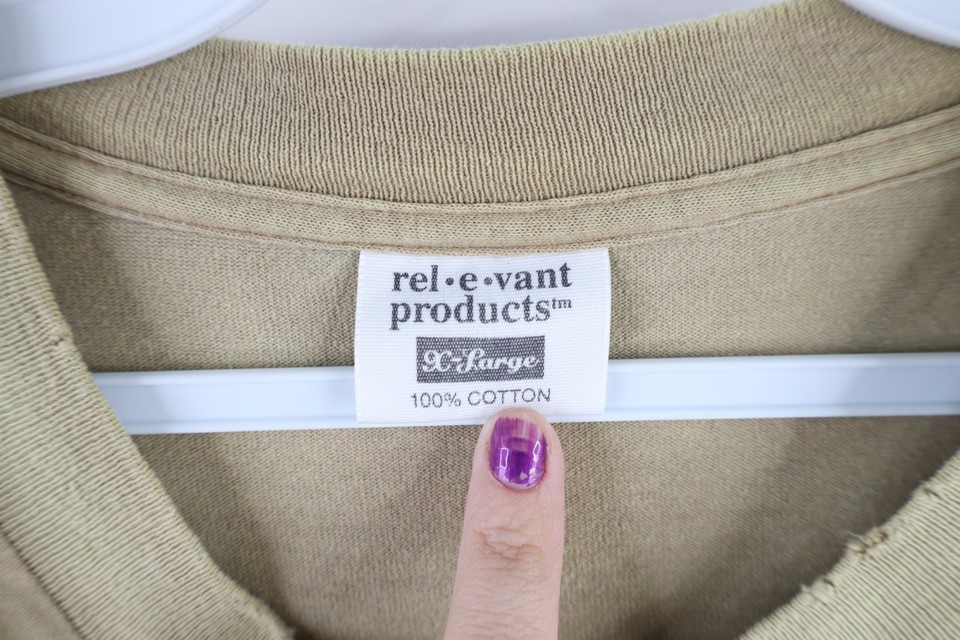 rel•e•vant
products™
X-Large
100% COTTON